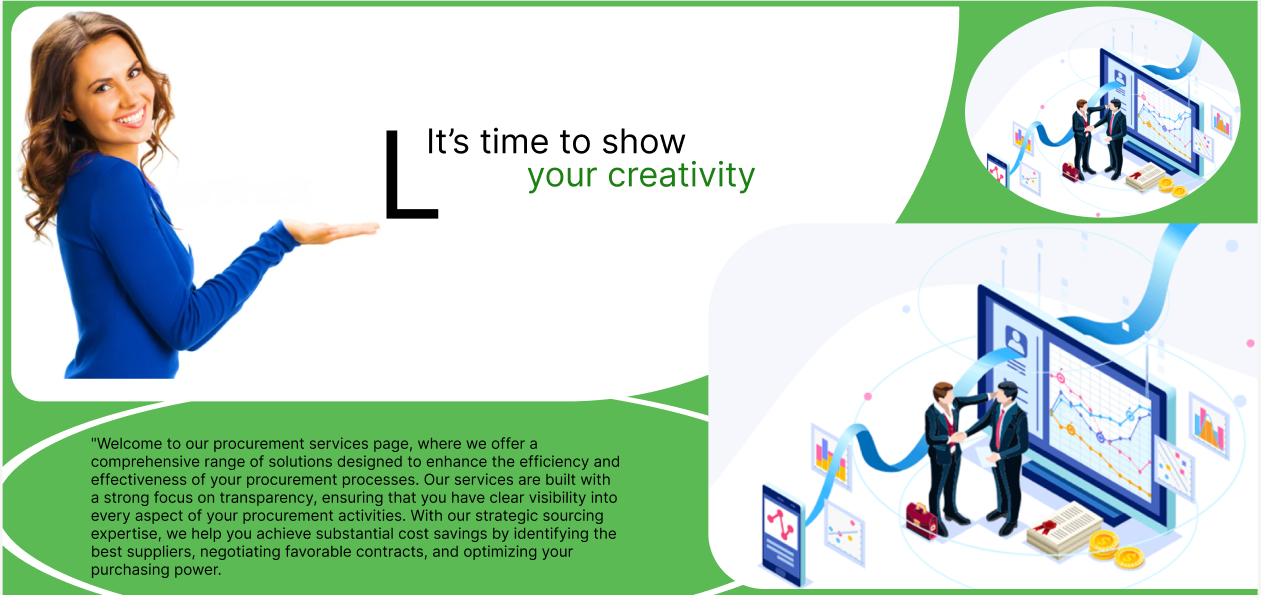 L
It’s time to show
your creativity
"Welcome to our procurement services page, where we offer a
comprehensive range of solutions designed to enhance the efficiency and
effectiveness of your procurement processes. Our services are built with
a strong focus on transparency, ensuring that you have clear visibility into
every aspect of your procurement activities. With our strategic sourcing
expertise, we help you achieve substantial cost savings by identifying the
best suppliers, negotiating favorable contracts, and optimizing your
purchasing power.